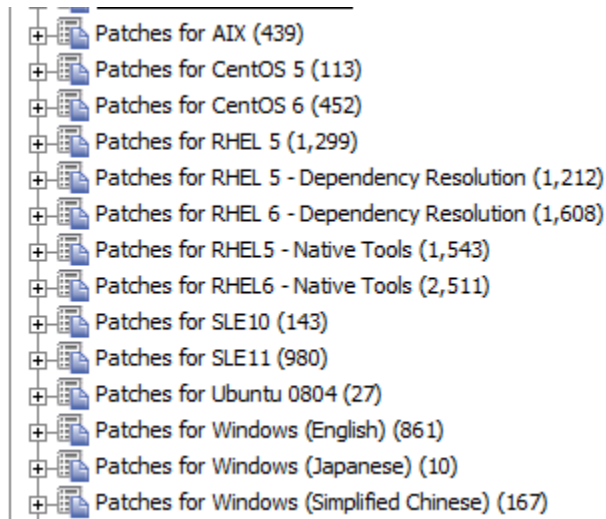 Patches for AIX (439)
Patches for CentOS 5 (113)
Patches for CentOS 6 (452)
Patches for RHEL 5 (1,299)
Patches for RHEL 5 - Dependency Resolution (1,212)
Patches for RHEL 6 - Dependency Resolution (1,608)
Patches for RHEL5 - Native Tools (1,543)
Patches for RHEL6 - Native Tools (2,511)
Patches for SLE10 (143)
Patches for SLE11 (980)
Patches for Ubuntu 0804 (27)
Patches for Windows (English) (861)
Patches for Windows (Japanese) (10)
Patches for Windows (Simplified Chinese) (167)